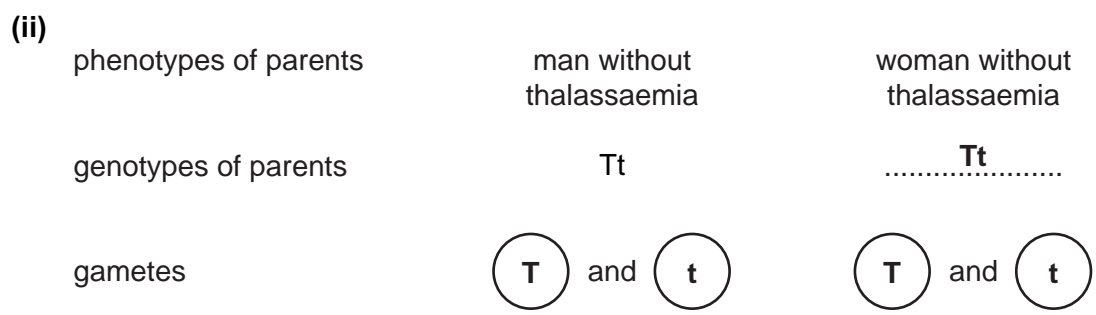 (ii)
phenotypes of parents man without thalassaemia woman without thalassaemia
genotypes of parents Tt Tt ......................
gametes T and t T and t